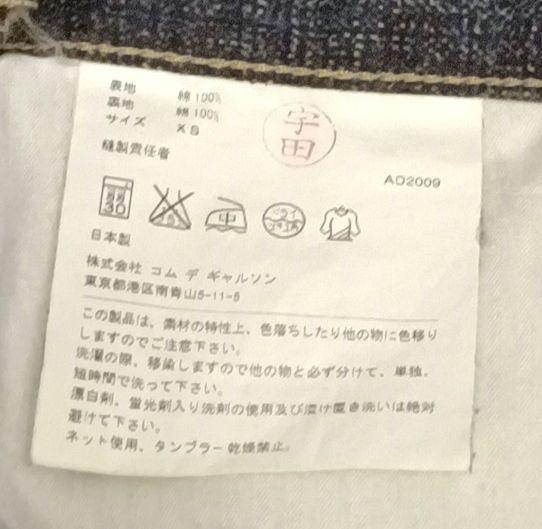 表地 綿 100%
裏地 綿 100%
サイズ XS
宇田
縫製責任者
AD2009
30
中
ドライ
日本製
株式会社 コム デ ギャルソン
東京都港区南青山5-11-5
この製品は、素材の特性上、色落ちしたり他の物に色移り
しますのでご注意下さい。
洗濯の際、移染しますので他の物と必ず分けて、単独、
短時間で洗って下さい。
漂白剤、蛍光剤入り洗剤の使用及び漬け置き洗いは絶対
避けて下さい。
ネット使用、タンブラー乾燥禁止。